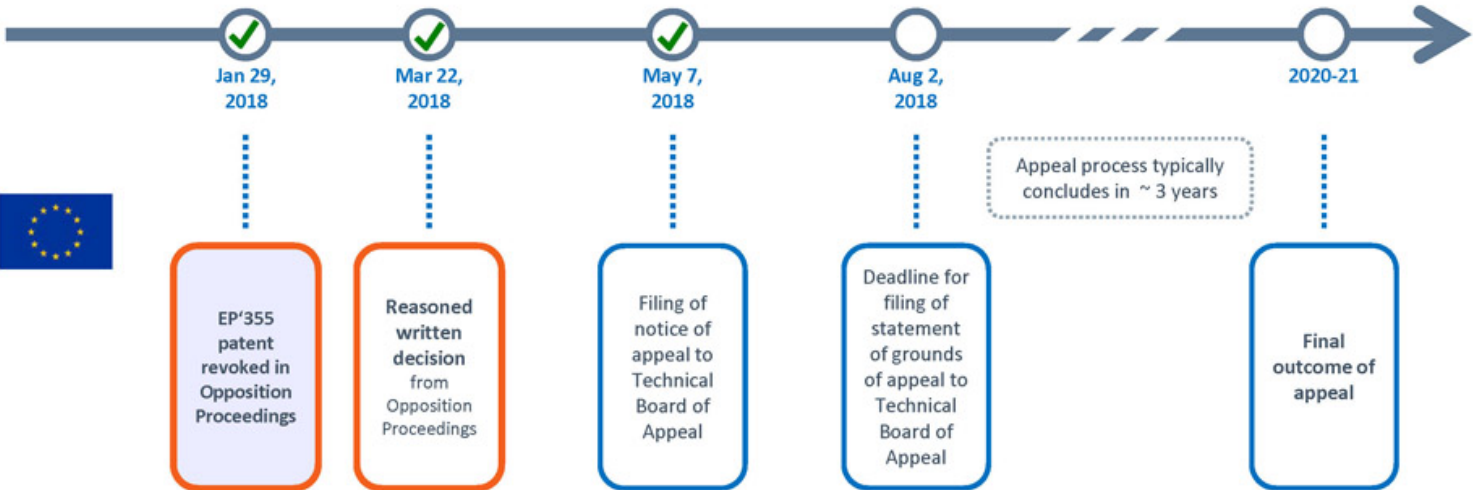 Jan 29,
2018
Mar 22,
2018
May 7,
2018
Aug 2,
2018
2020-21
Appeal process typically
concludes in ~ 3 years
EP‘355
patent
revoked in
Opposition
Proceedings
Reasoned
written
decision
from
Opposition
Proceedings
Filing of
notice of
appeal to
Technical
Board of
Appeal
Deadline for
filing of
statement
of grounds
of appeal to
Technical
Board of
Appeal
Final
outcome of
appeal